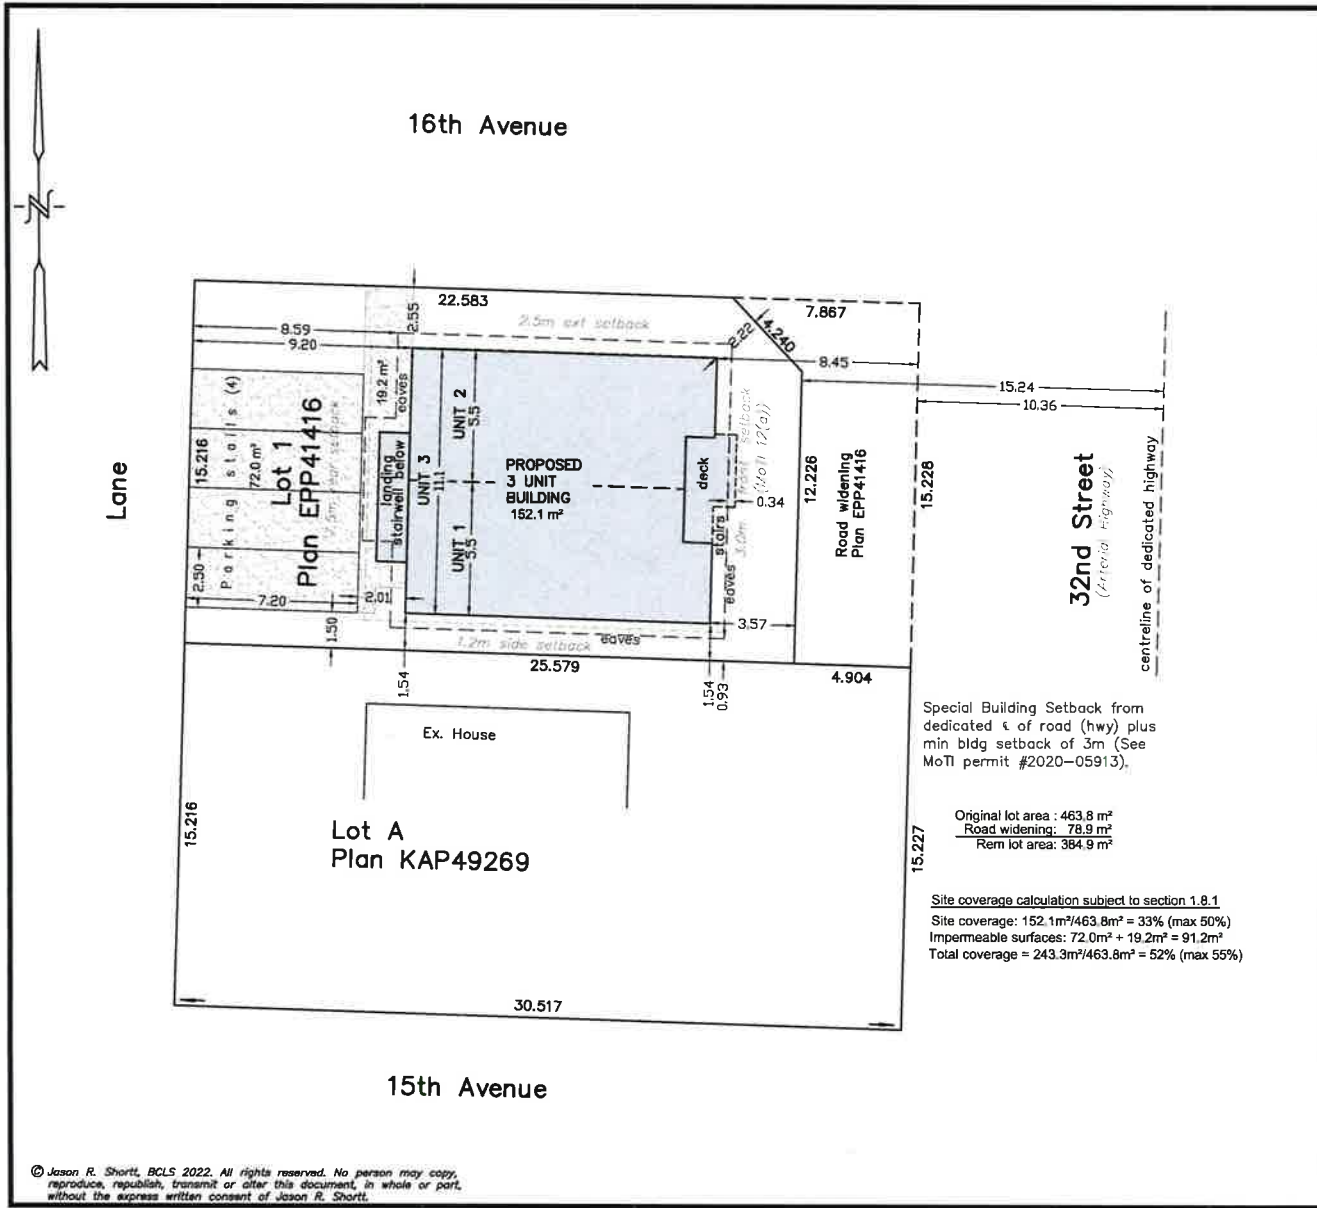 16th Avenue
N
22.583
7.867
2.55
2.5m ext setback
2.22
4.240
8.59
9.20
8.45
15.24
10.36
19.2 m²
eaves
Parking stalls (4)
15.216
72.0 m²
Lot 1
Plan EPP41416
rear setback
landing
stairwell below
UNIT 3
11.1
UNIT 2
5.5
UNIT 1
5.5
PROPOSED
3 UNIT
BUILDING
152.1 m²
deck
stairs
eaves
3.0m front setback
(MoTI 12(a))
0.34
12.226
Road widening
Plan EPP41416
15.228
32nd Street
(Arterial Highway)
centreline of dedicated highway
Lane
2.50
7.20
2.01
1.50
3.57
1.2m side setback
eaves
25.579
4.904
1.54
1.54
0.93
Ex. House
Special Building Setback from
dedicated ℄ of road (hwy) plus
min bldg setback of 3m (See
MoTI permit #2020-05913).
15.216
Lot A
Plan KAP49269
15.227
Original lot area : 463.8 m²
Road widening: 78.9 m²
Rem lot area: 384.9 m²
Site coverage calculation subject to section 1.8.1
Site coverage: 152.1m²/463.8m² = 33% (max 50%)
Impermeable surfaces: 72.0m² + 19.2m² = 91.2m²
Total coverage = 243.3m²/463.8m² = 52% (max 55%)
30.517
15th Avenue
© Jason R. Shortt, BCLS 2022. All rights reserved. No person may copy,
reproduce, republish, transmit or alter this document, in whole or part,
without the express written consent of Jason R. Shortt.